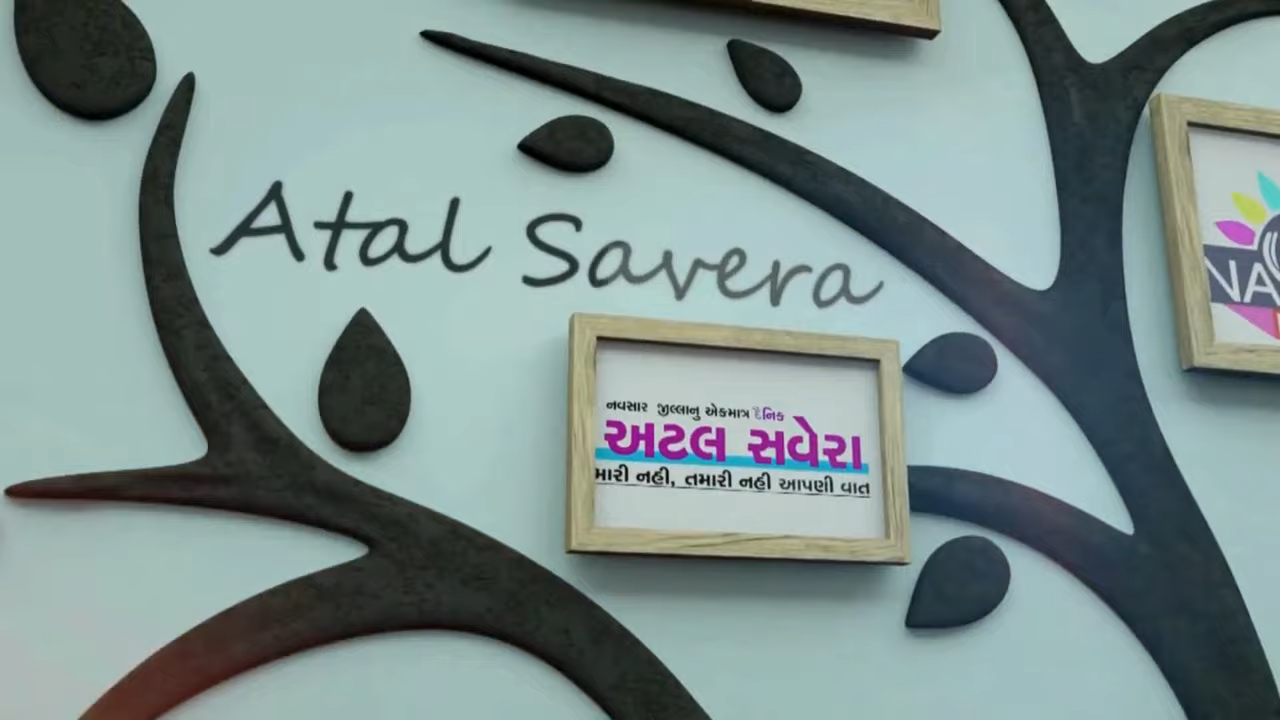 Atal Savera
નવસાર જીલ્લાનુ એકમાત્ર દૈનિક
અટલ સવેરા
મારી નહી, તમારી નહી આપણી વાત